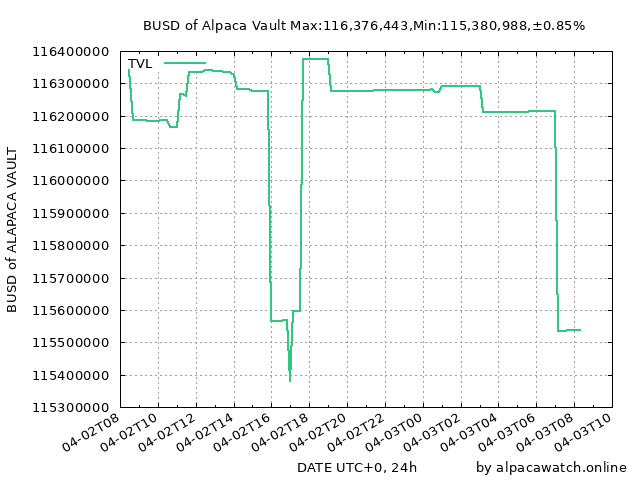 BUSD of Alpaca Vault Max:116,376,443,Min:115,380,988,±0.85%
TVL
116400000
116300000
116200000
116100000
116000000
115900000
115800000
115700000
115600000
115500000
115400000
115300000
BUSD of ALAPACA VAULT
04-02T08
04-02T10
04-02T12
04-02T14
04-02T16
04-02T18
04-02T20
04-02T22
04-03T00
04-03T02
04-03T04
04-03T06
04-03T08
04-03T10
DATE UTC+0, 24h
by alpacawatch.online